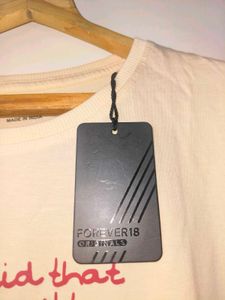 MADE IN INDIA
FOREVER18
ORIGINALS
id that